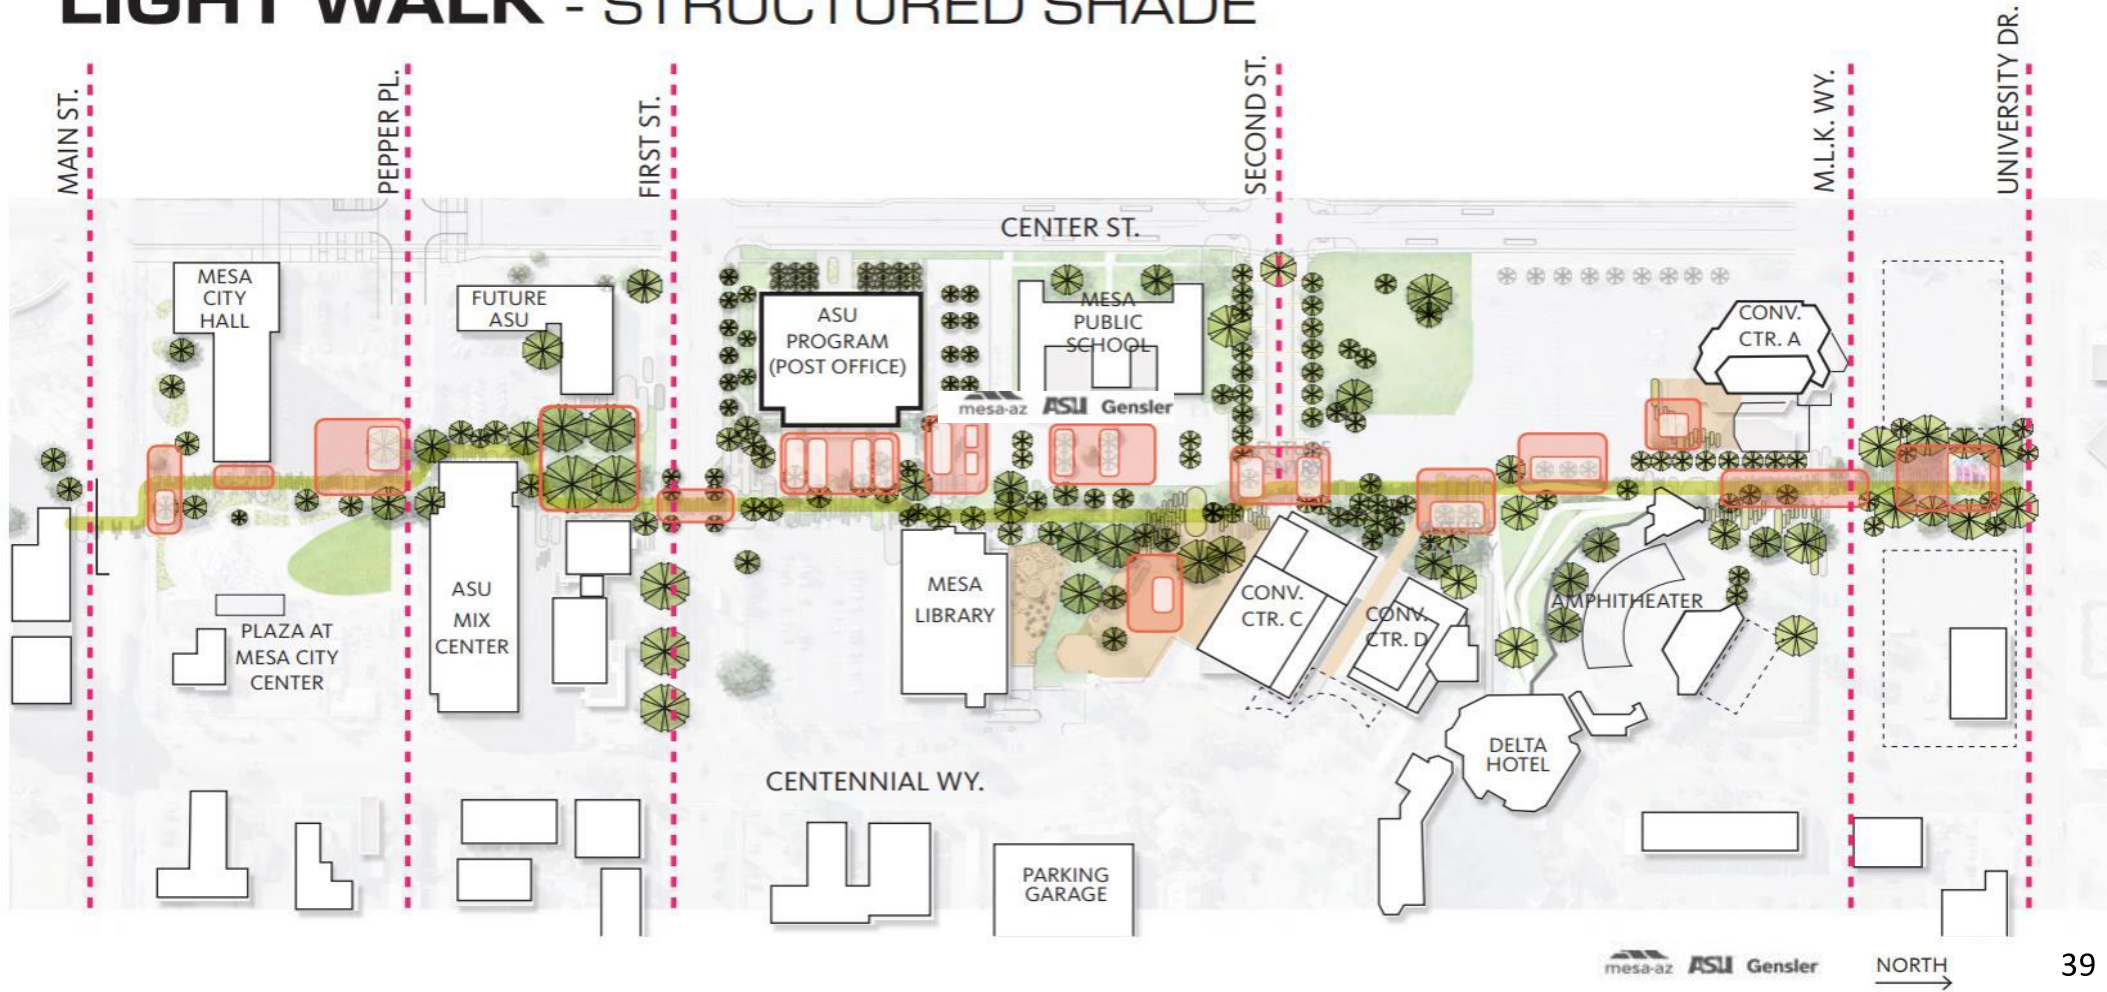 LIGHT WALK - STRUCTURED SHADE
MAIN ST.
PEPPER PL.
FIRST ST.
SECOND ST.
M.L.K. WY.
UNIVERSITY DR.
CENTER ST.
MESA
CITY
HALL
FUTURE
ASU
ASU
PROGRAM
(POST OFFICE)
MESA
PUBLIC
SCHOOL
CONV.
CTR. A
mesa·az ASU Gensler
FUTURE
ENTRY
ASU
MIX
CENTER
MESA
LIBRARY
CONV.
CTR. C
CONV.
CTR. D
AMPHITHEATER
PLAZA AT
MESA CITY
CENTER
DELTA
HOTEL
CENTENNIAL WY.
PARKING
GARAGE
mesa·az ASU Gensler
NORTH
39